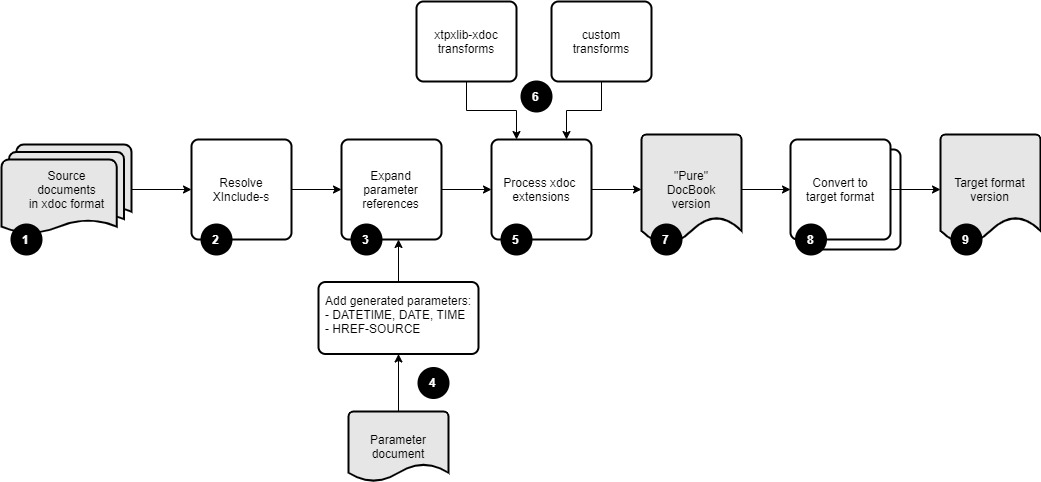 xtpxlib-xdoc
transforms
custom
transforms
6
Source
documents
in xdoc format
1
Resolve
XInclude-s
2
Expand
parameter
references
3
Process xdoc
extensions
5
"Pure"
DocBook
version
7
Convert to
target format
8
Target format
version
9
Add generated parameters:
- DATETIME, DATE, TIME
- HREF-SOURCE
4
Parameter
document